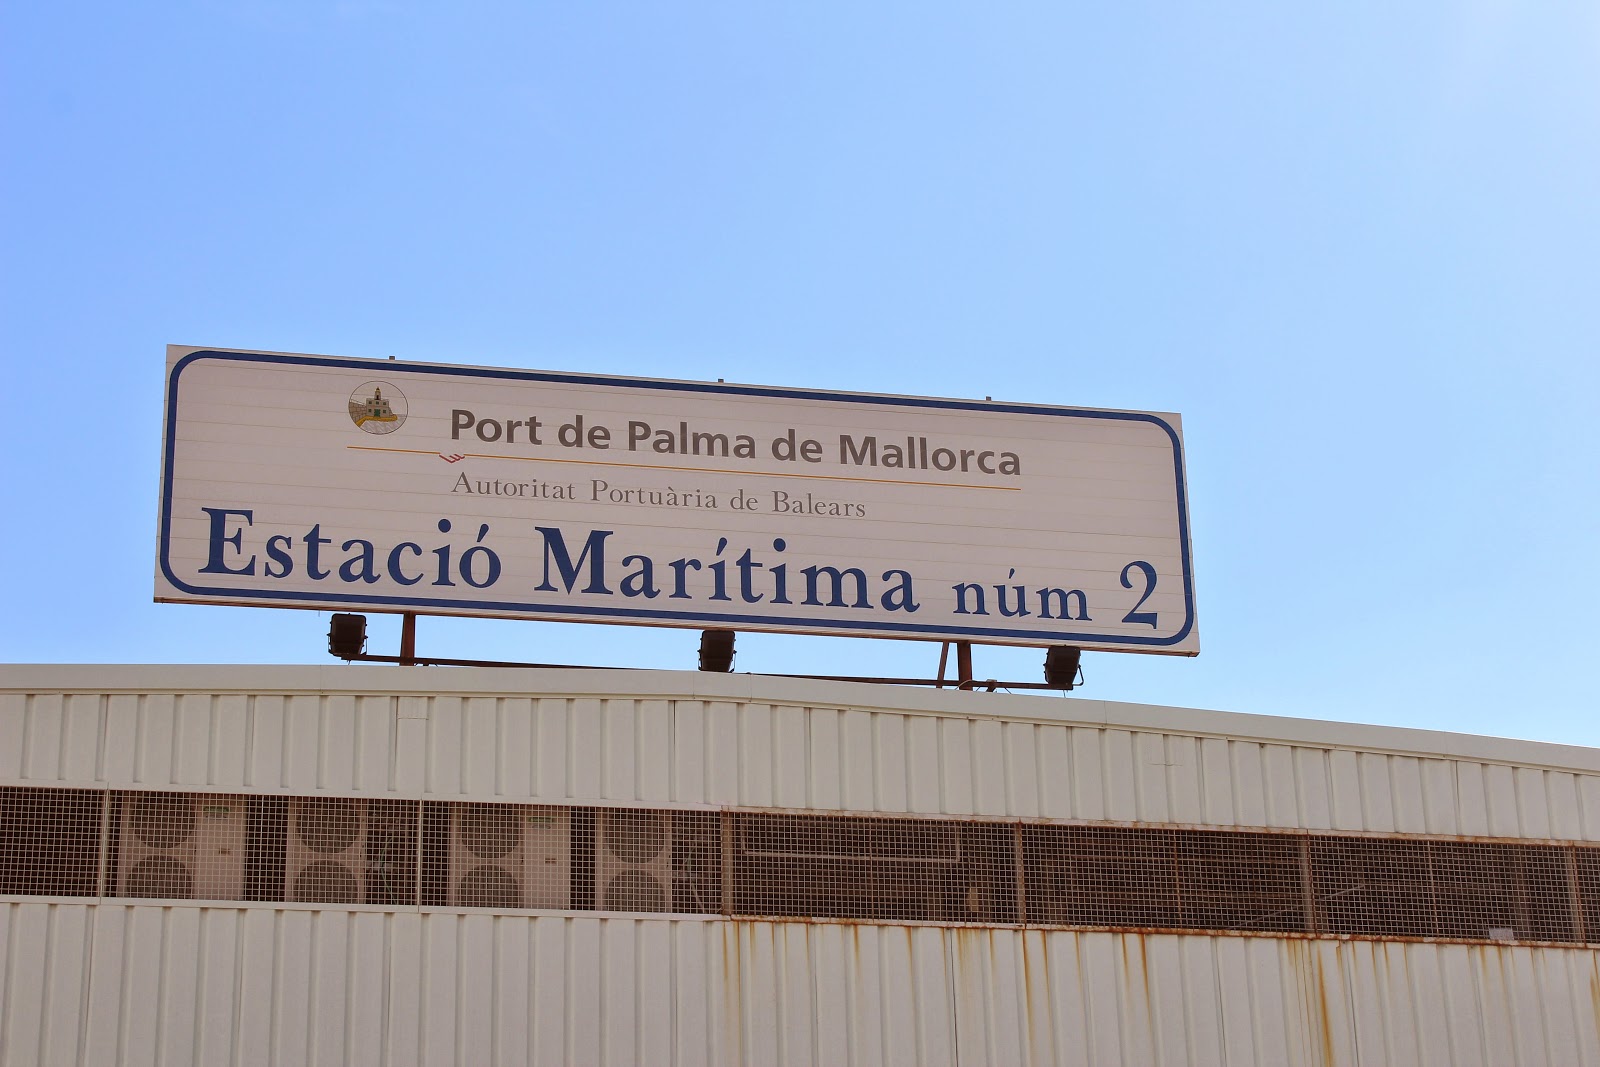 Port de Palma de Mallorca
Autoritat Portuària de Balears
Estació Marítima núm 2